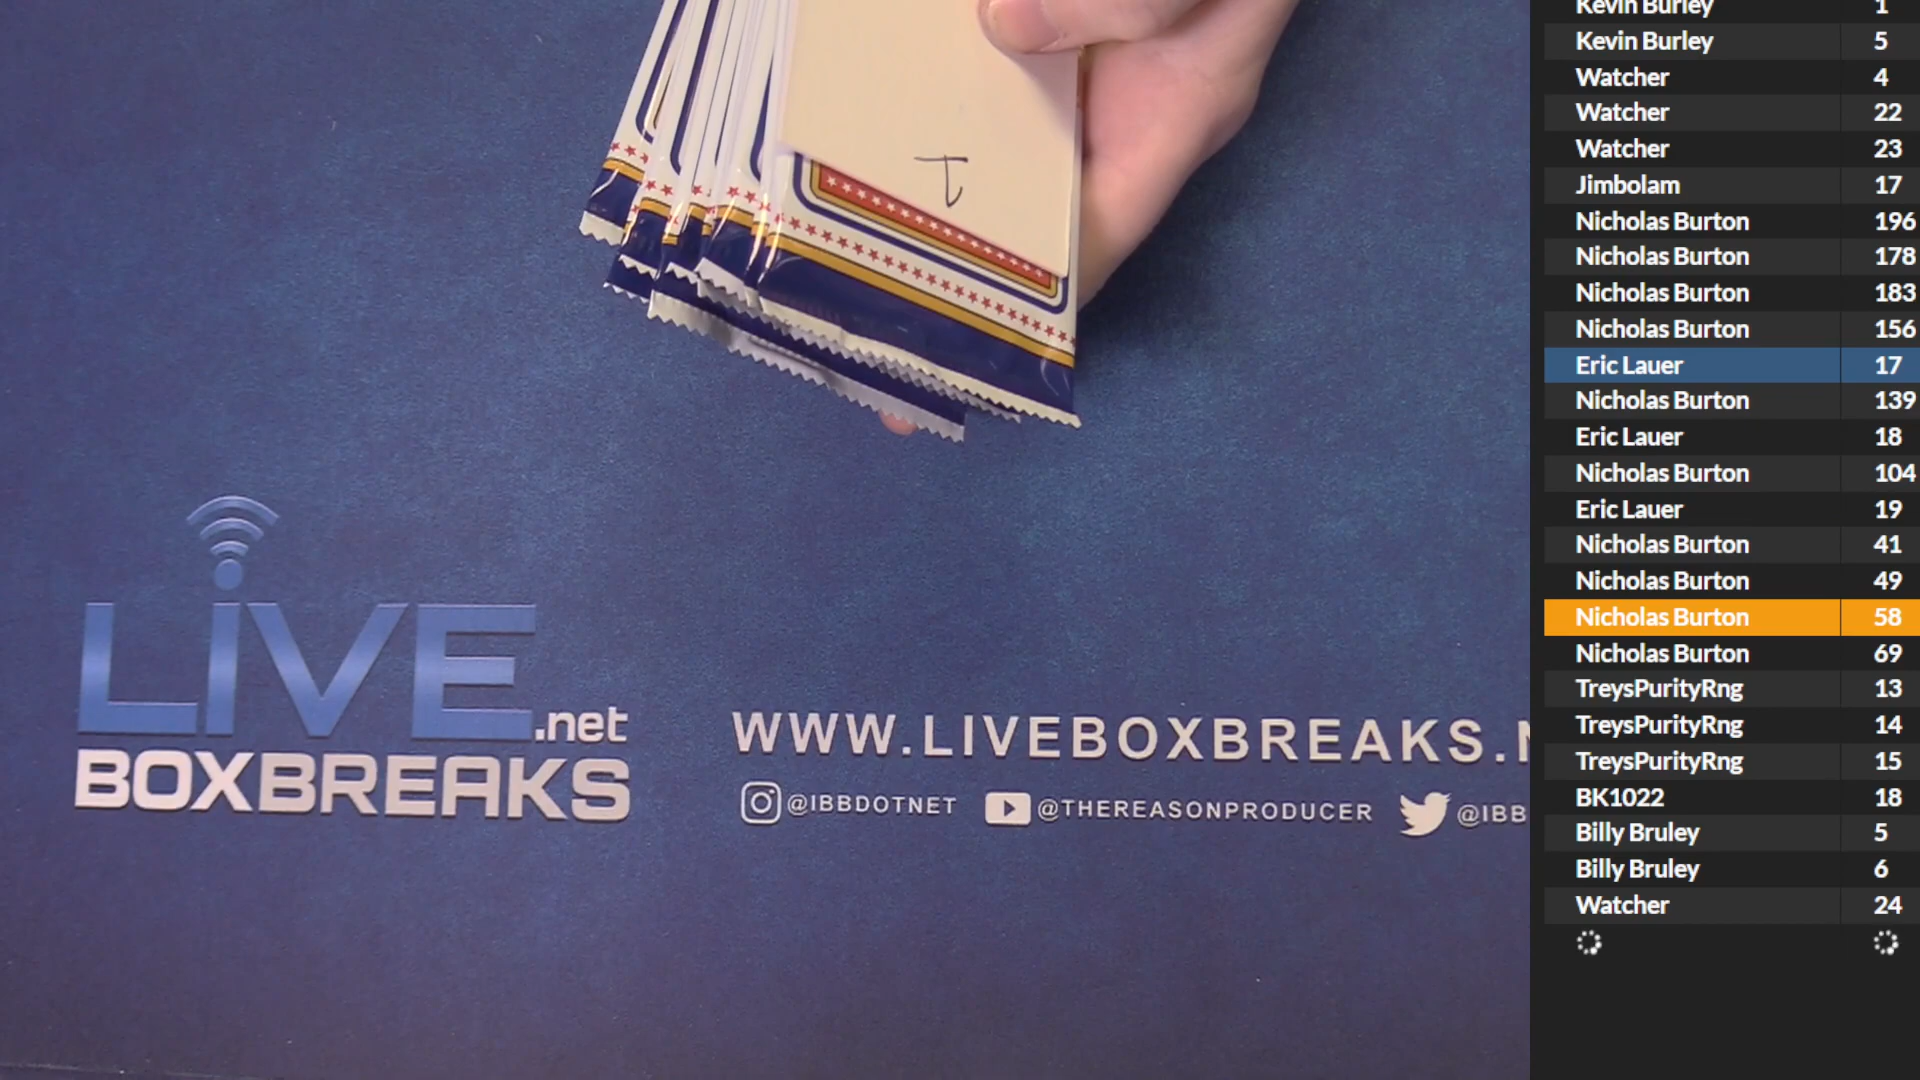 Kevin Burley 1
Kevin Burley 5
Watcher 4
Watcher 22
Watcher 23
Jimbolam 17
Nicholas Burton 196
Nicholas Burton 178
Nicholas Burton 183
Nicholas Burton 156
Eric Lauer 17
Nicholas Burton 139
Eric Lauer 18
Nicholas Burton 104
Eric Lauer 19
Nicholas Burton 41
Nicholas Burton 49
Nicholas Burton 58
Nicholas Burton 69
TreysPurityRng 13
TreysPurityRng 14
TreysPurityRng 15
BK1022 18
Billy Bruley 5
Billy Bruley 6
Watcher 24
LiVE.net
BOXBREAKS
WWW.LIVEBOXBREAKS.N
@IBBDOTNET @THEREASONPRODUCER @IBB